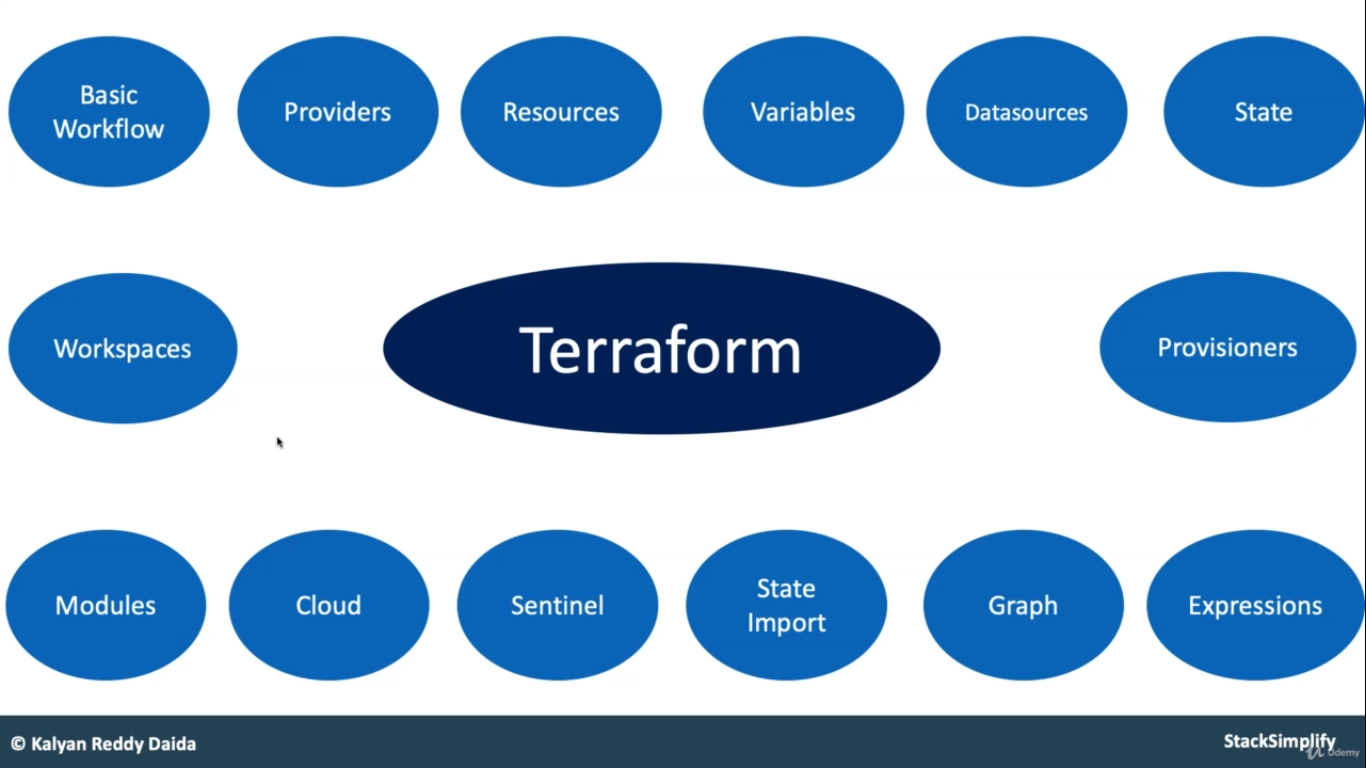 Basic
Workflow
Providers
Resources
Variables
Datasources
State
Workspaces
Terraform
Provisioners
Modules
Cloud
Sentinel
State
Import
Graph
Expressions
© Kalyan Reddy Daida
StackSimplify
Udemy